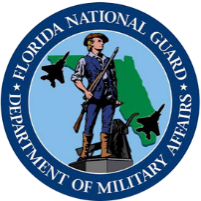 FLORIDA NATIONAL GUARD
DEPARTMENT OF MILITARY AFFAIRS